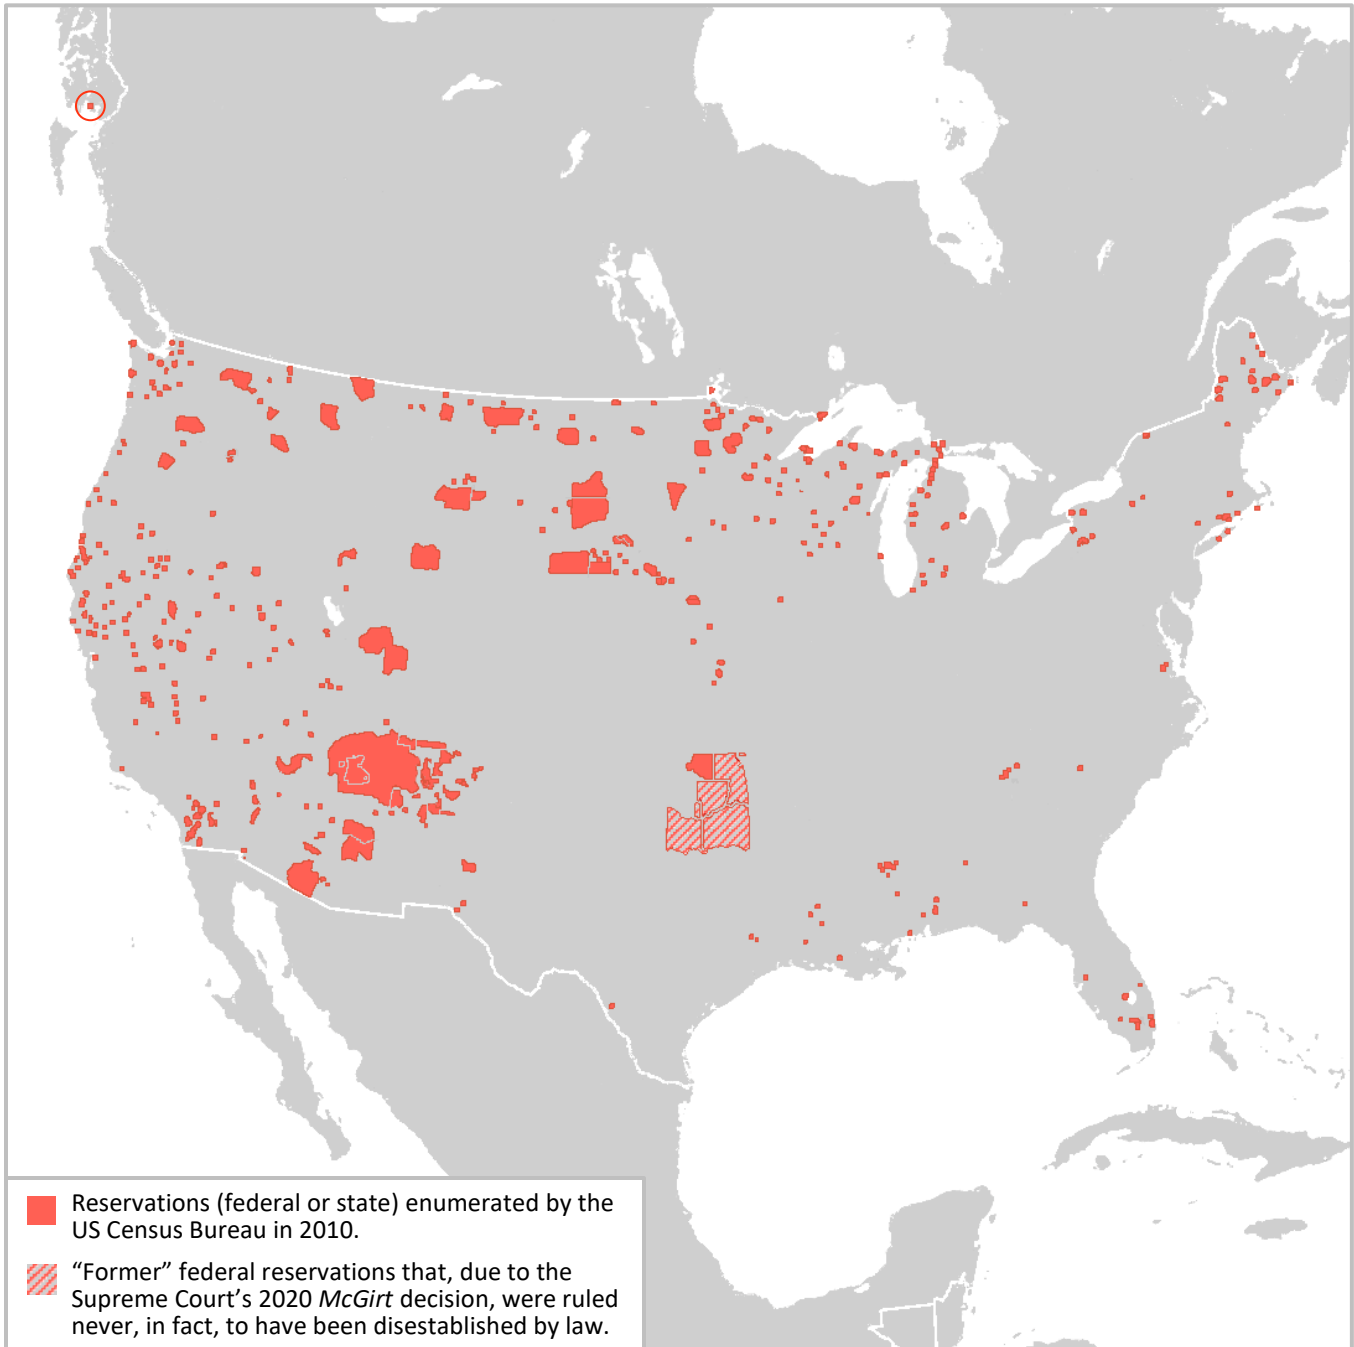 Reservations (federal or state) enumerated by the
US Census Bureau in 2010.
“Former” federal reservations that, due to the
Supreme Court’s 2020 McGirt decision, were ruled
never, in fact, to have been disestablished by law.